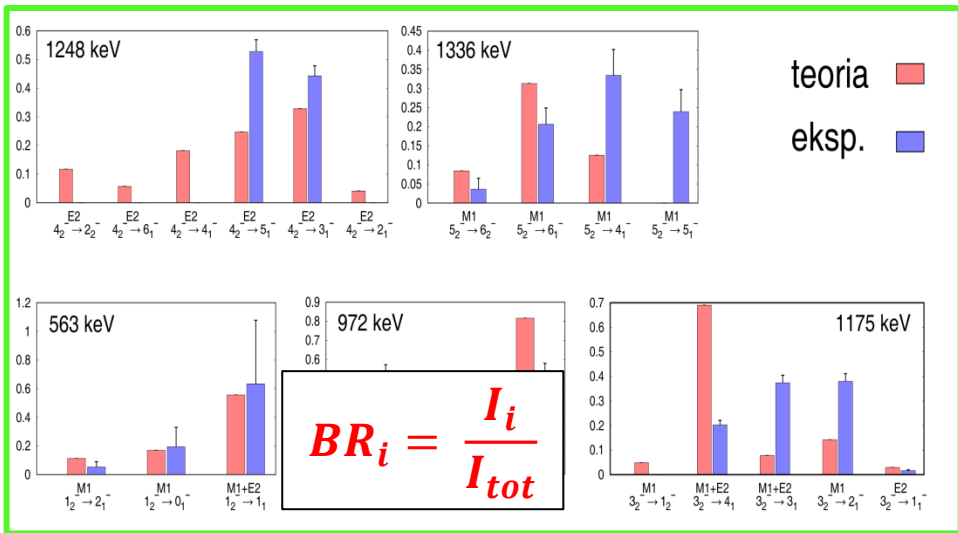 1248 keV
0.6
0.5
0.4
0.3
0.2
0.1
0
E2 E2 E2 E2 E2 E2
4₂⁻→2₂⁻ 4₂⁻→6₁⁻ 4₂⁻→4₁⁻ 4₂⁻→5₁⁻ 4₂⁻→3₁⁻ 4₂⁻→2₁⁻
1336 keV
0.45
0.4
0.35
0.3
0.25
0.2
0.15
0.1
0.05
0
M1 M1 M1 M1
5₂⁻→6₂⁻ 5₂⁻→6₁⁻ 5₂⁻→4₁⁻ 5₂⁻→5₁⁻
teoria
eksp.
563 keV
1.2
1
0.8
0.6
0.4
0.2
0
M1 M1 M1+E2
1₂⁻→2₁⁻ 1₂⁻→0₁⁻ 1₂⁻→1₁⁻
972 keV
0.9
0.8
0.7
0.6
BRᵢ = Iᵢ / Iₜₒₜ
1175 keV
0.7
0.6
0.5
0.4
0.3
0.2
0.1
0
M1 M1+E2 M1+E2 M1 E2
3₂⁻→1₂⁻ 3₂⁻→4₁⁻ 3₂⁻→3₁⁻ 3₂⁻→2₁⁻ 3₂⁻→1₁⁻